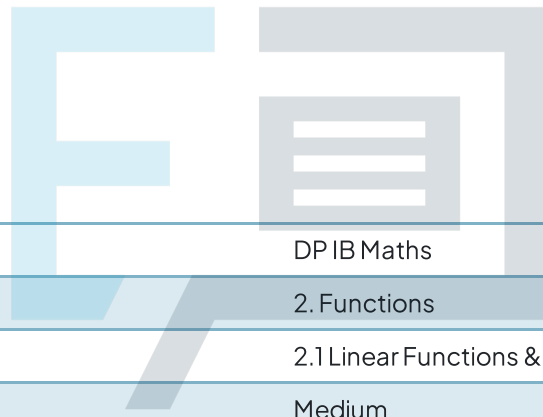 DP IB Maths
2. Functions
2.1 Linear Functions &
Medium